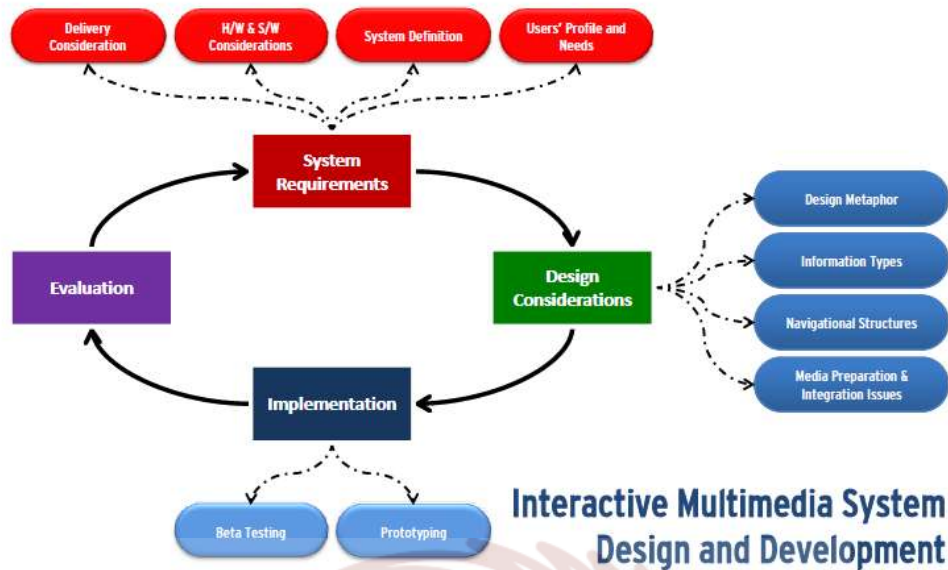 Delivery
Consideration
H/W & S/W
Considerations
System Definition
Users' Profile and
Needs
System
Requirements
Design Metaphor
Evaluation
Design
Considerations
Information Types
Navigational Structures
Media Preparation &
Integration Issues
Implementation
Beta Testing
Prototyping
Interactive Multimedia System
Design and Development